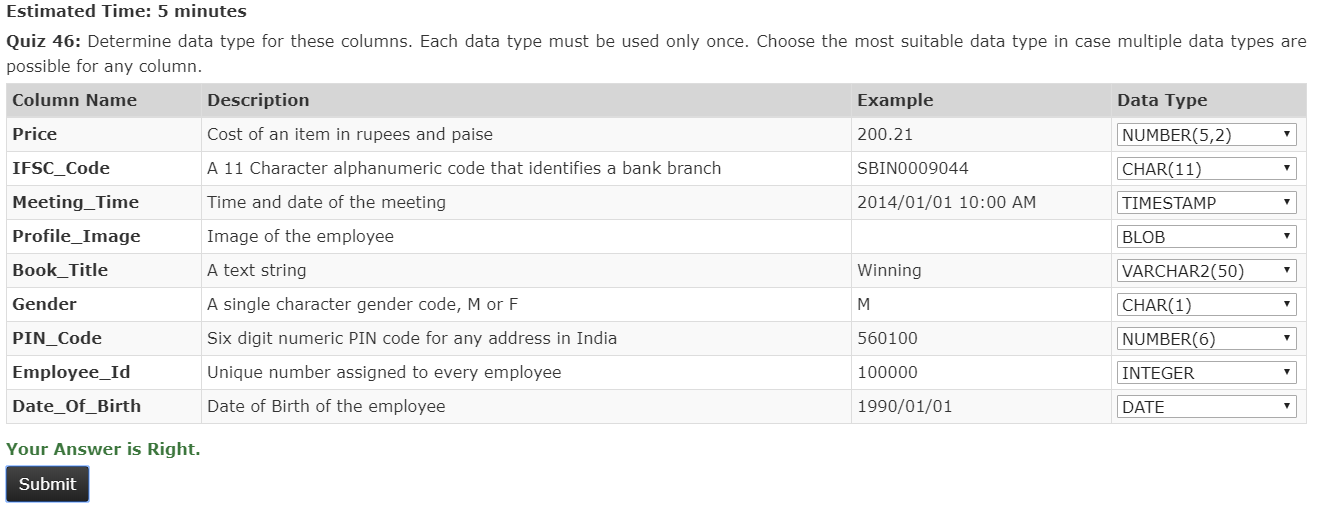 Estimated Time: 5 minutes
Quiz 46: Determine data type for these columns. Each data type must be used only once. Choose the most suitable data type in case multiple data types are
possible for any column.
Column Name Description Example Data Type
Price Cost of an item in rupees and paise 200.21 NUMBER(5,2)
IFSC_Code A 11 Character alphanumeric code that identifies a bank branch SBIN0009044 CHAR(11)
Meeting_Time Time and date of the meeting 2014/01/01 10:00 AM TIMESTAMP
Profile_Image Image of the employee BLOB
Book_Title A text string Winning VARCHAR2(50)
Gender A single character gender code, M or F M CHAR(1)
PIN_Code Six digit numeric PIN code for any address in India 560100 NUMBER(6)
Employee_Id Unique number assigned to every employee 100000 INTEGER
Date_Of_Birth Date of Birth of the employee 1990/01/01 DATE
Your Answer is Right.
Submit